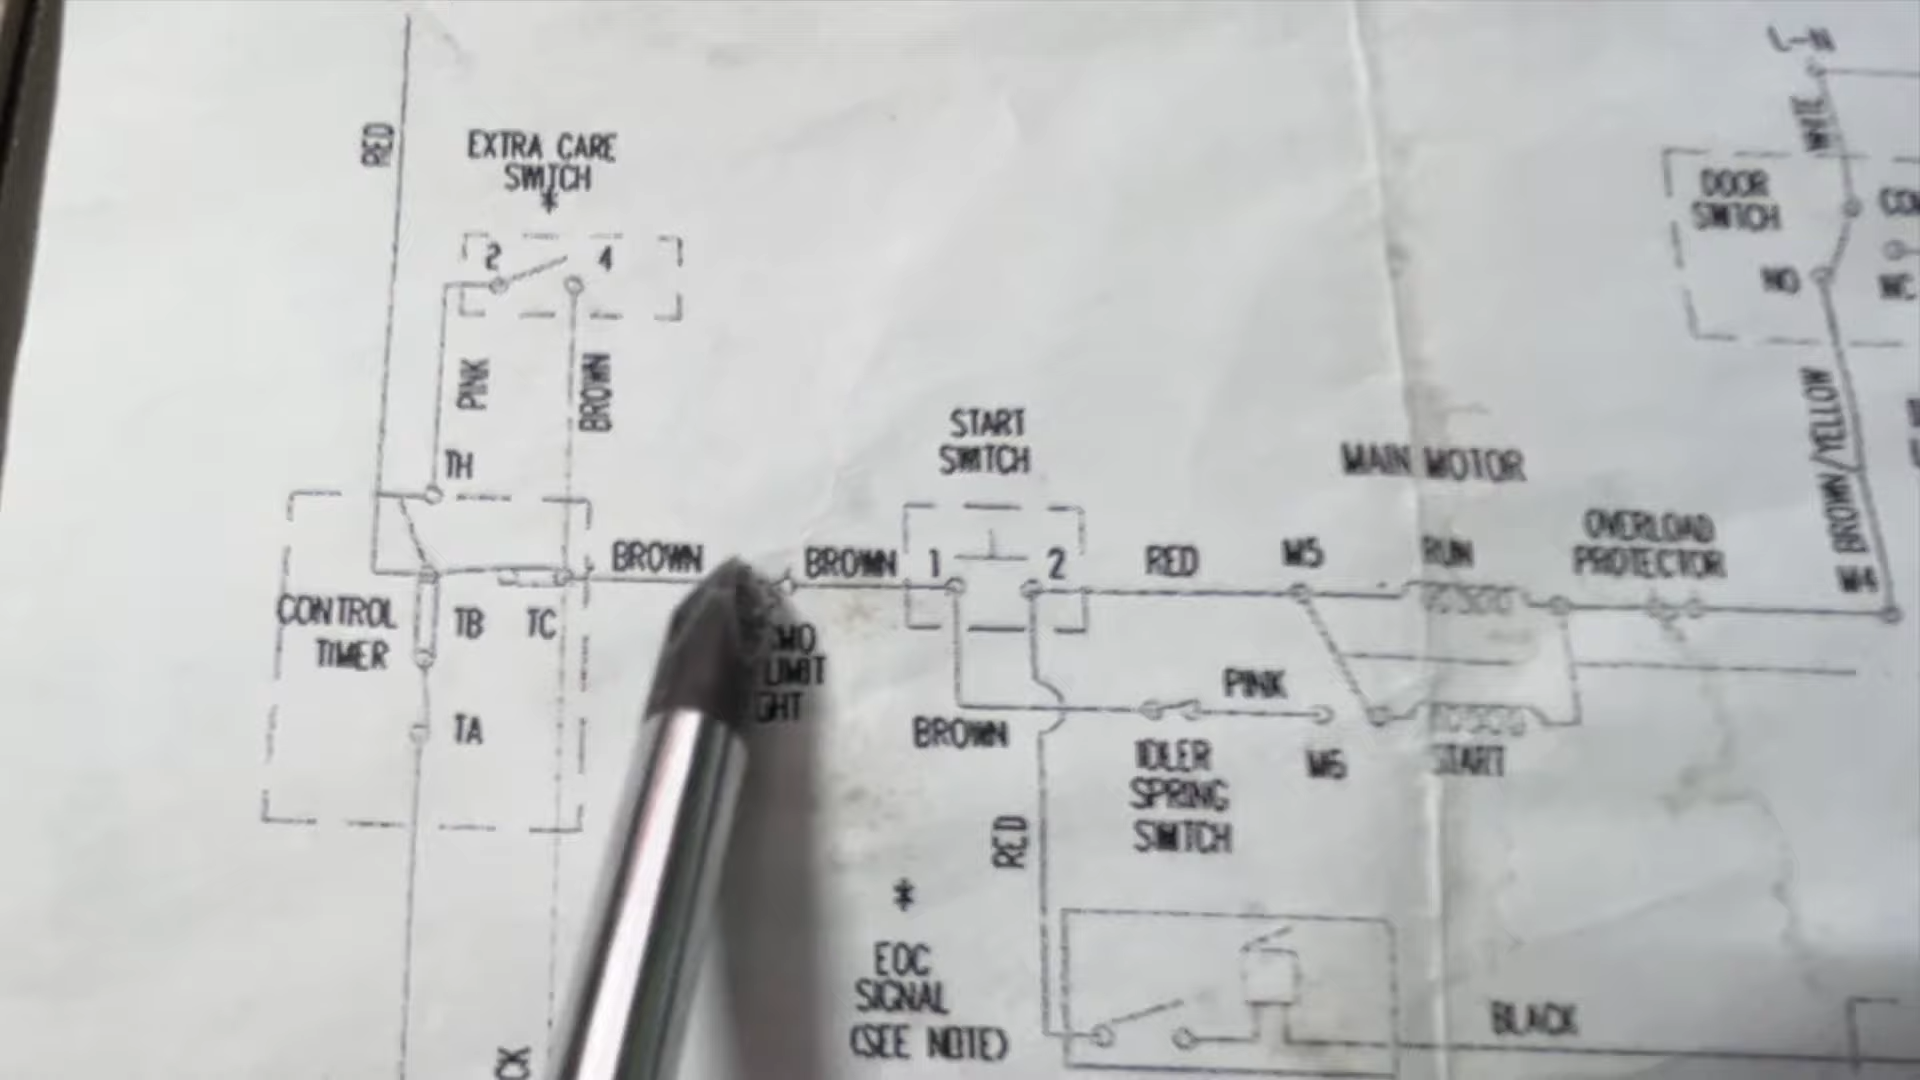 RED
EXTRA CARE
SWITCH
*
2
4
PINK
BROWN
TH
CONTROL
TIMER
TB
TC
TA
BROWN
BROWN
LIMIT
START
SWITCH
1
2
RED
M5
MAIN MOTOR
RUN
OVERLOAD
PROTECTOR
BROWN
IDLER
SPRING
SWITCH
PINK
M6
START
RED
*
EOC
SIGNAL
(SEE NOTE)
BLACK
WHITE
DOOR
SWITCH
NO
NC
BROWN/YELLOW
M4